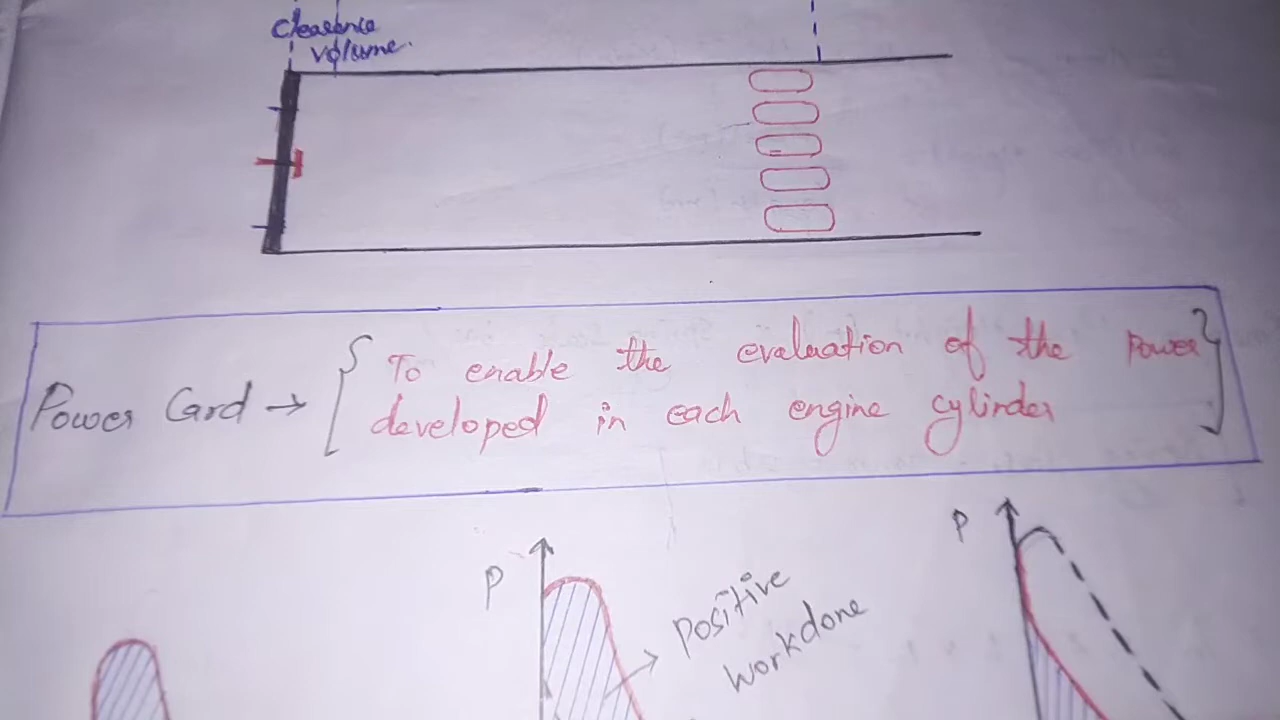 Clearance
volume.
Power Card → { To enable the evaluation of the Power }
developed in each engine cylinder
P
P
Positive
workdone